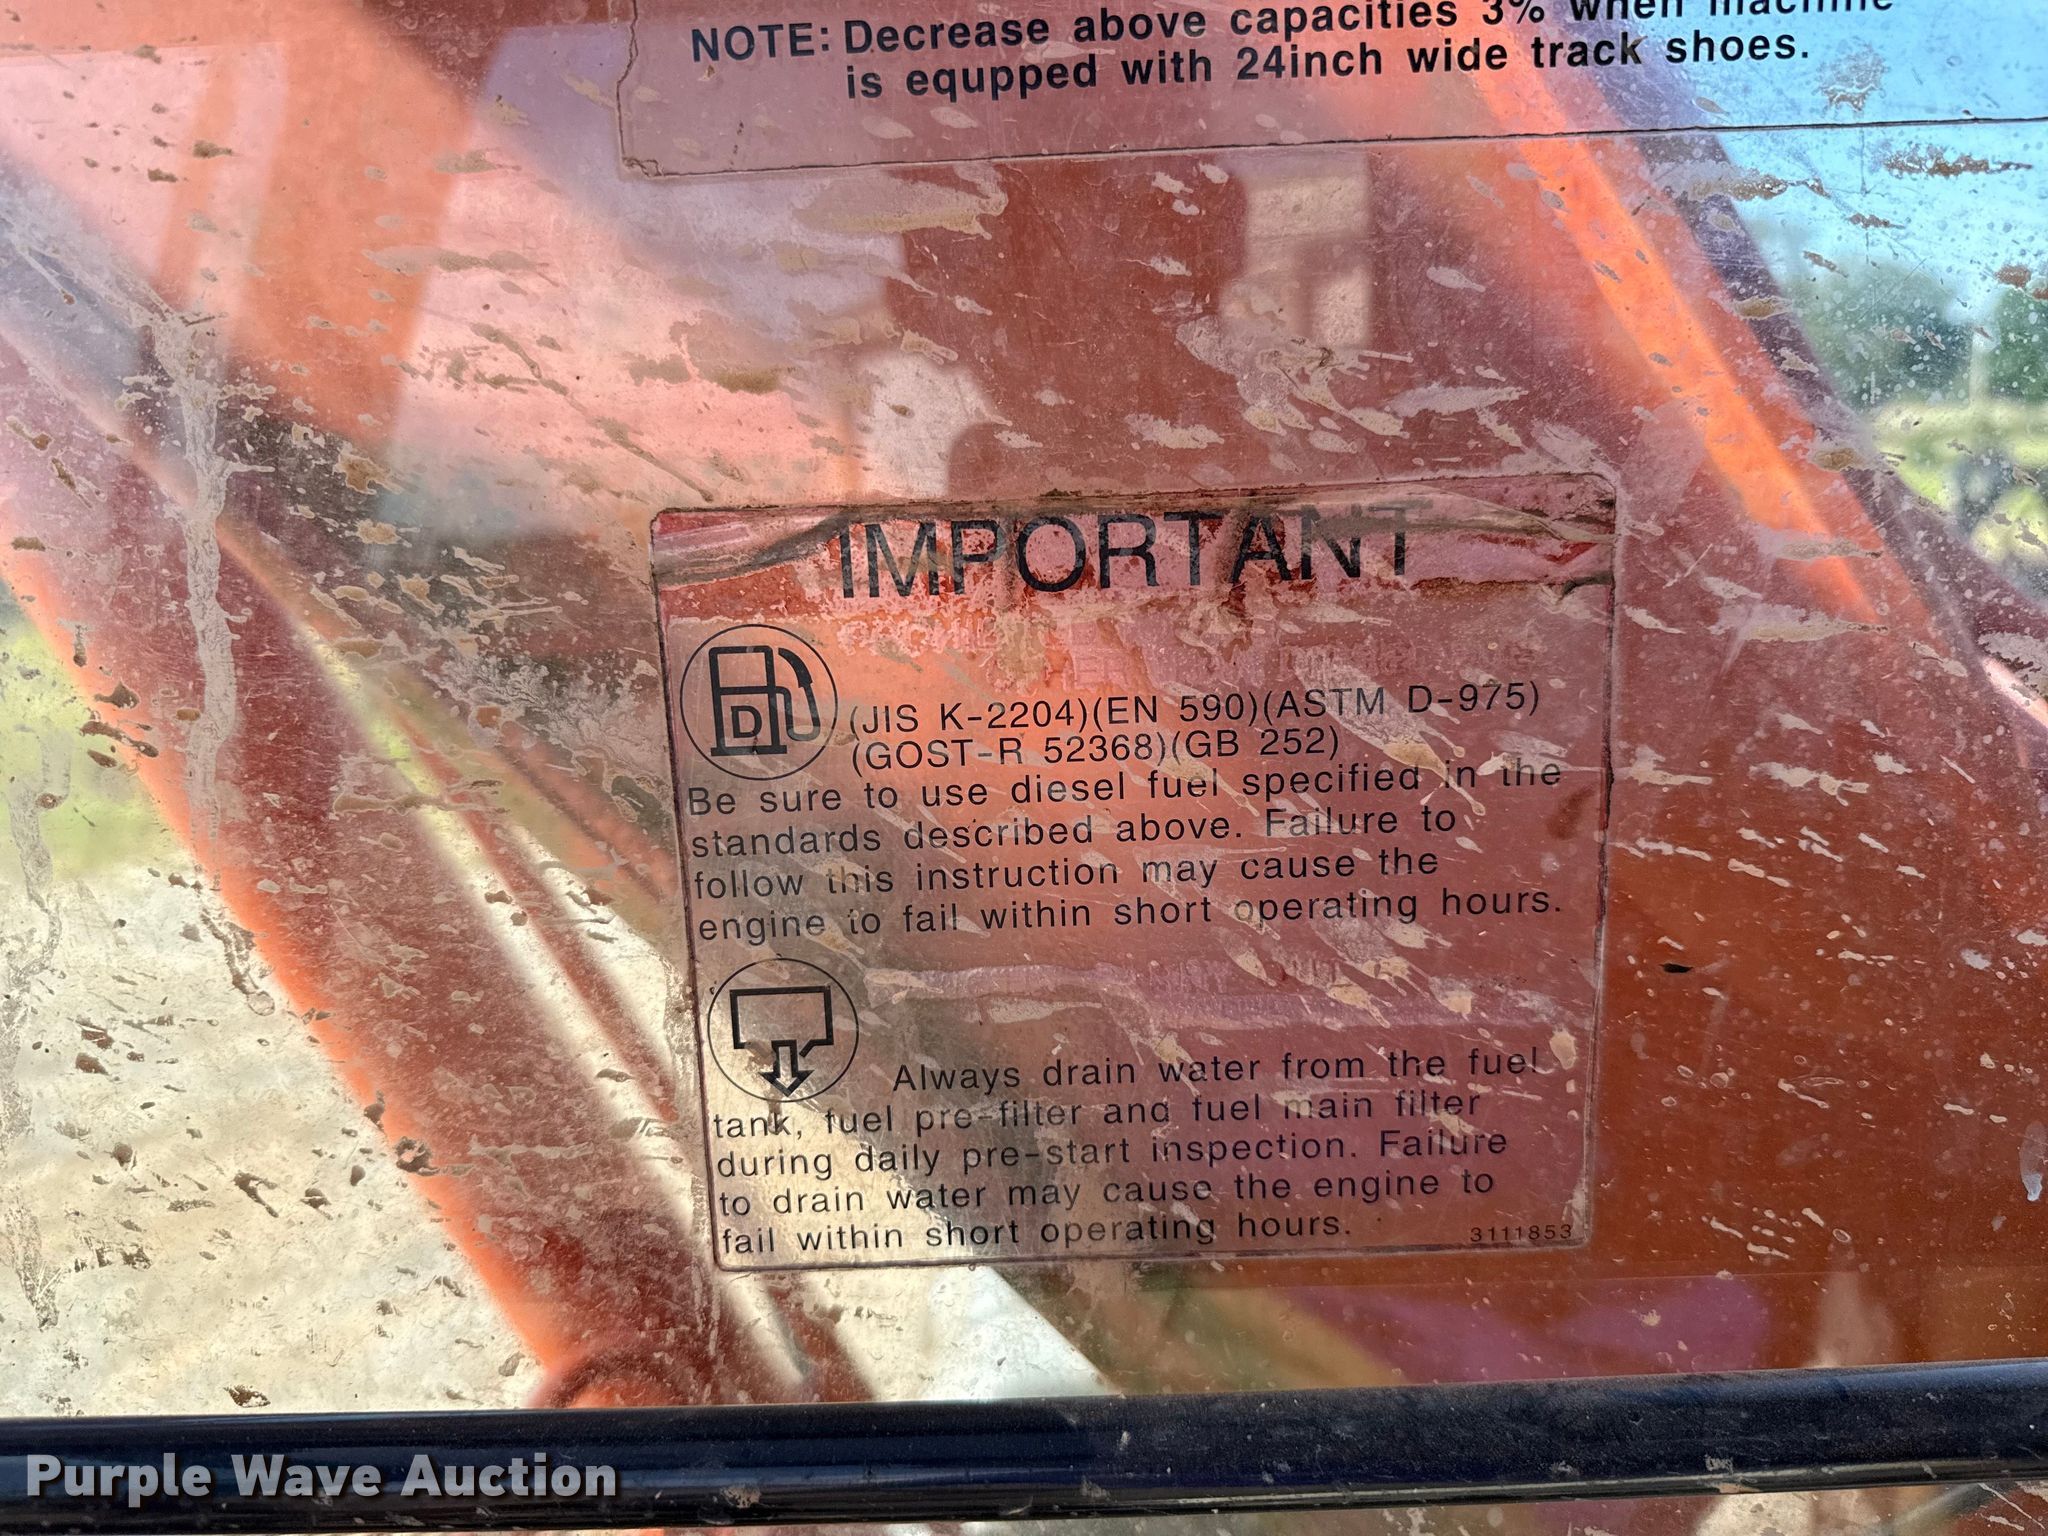 NOTE: Decrease above capacities 3% when machine
is equpped with 24inch wide track shoes.
IMPORTANT
D
(JIS K-2204)(EN 590)(ASTM D-975)
(GOST-R 52368)(GB 252)
Be sure to use diesel fuel specified in the
standards described above. Failure to
follow this instruction may cause the
engine to fail within short operating hours.
Always drain water from the fuel
tank, fuel pre-filter and fuel main filter
during daily pre-start inspection. Failure
to drain water may cause the engine to
fail within short operating hours.
3111853
Purple Wave Auction